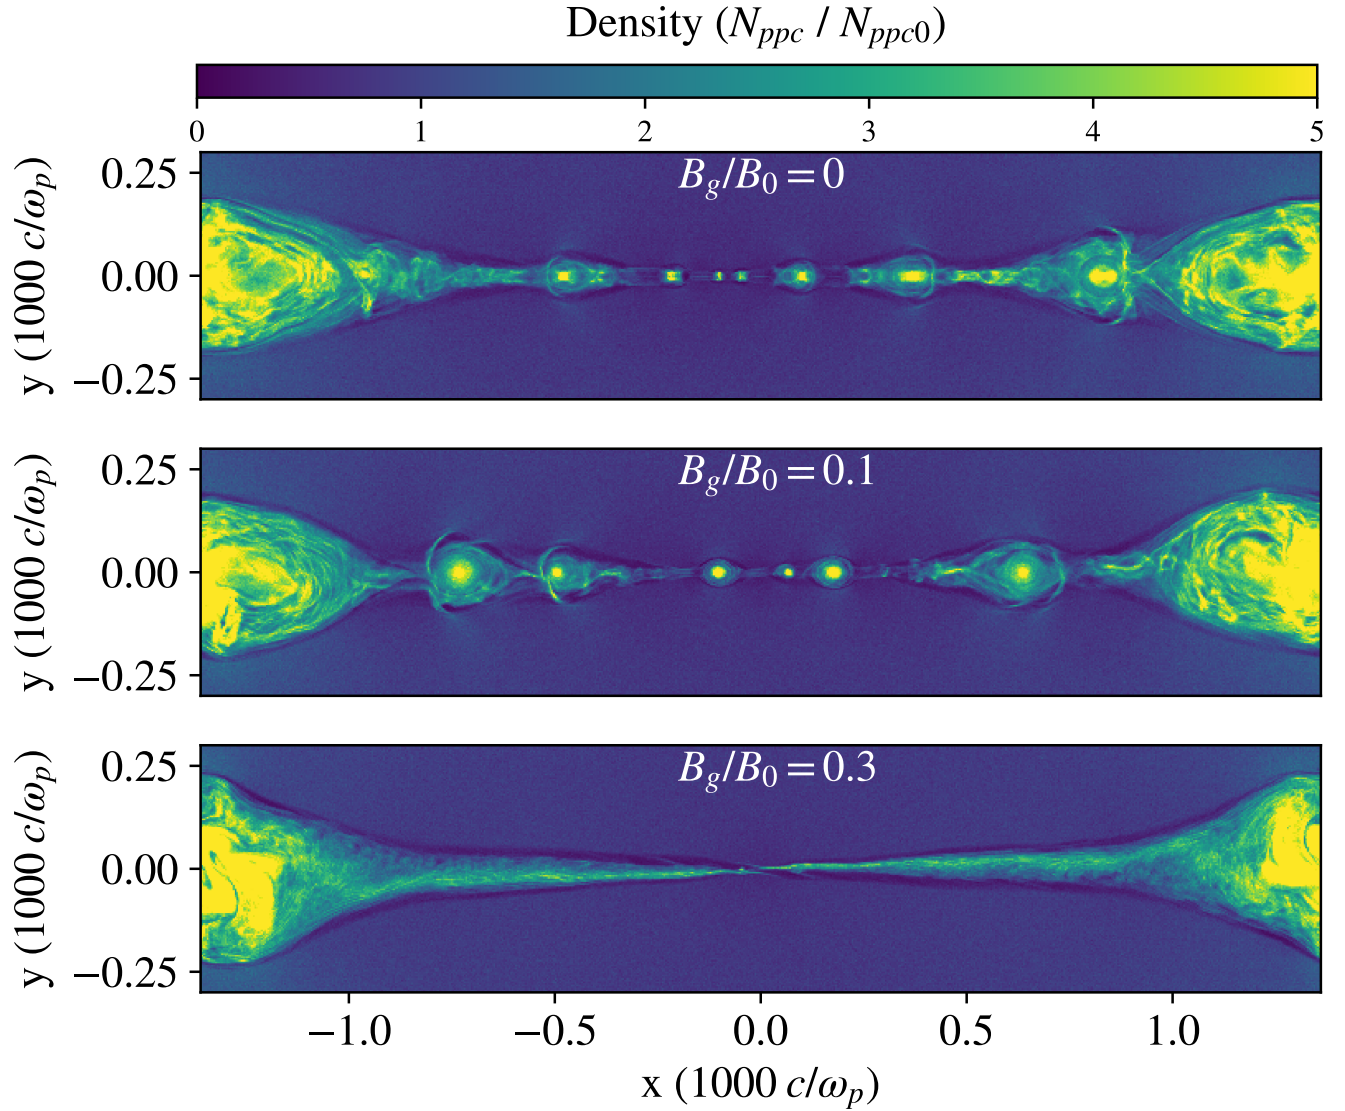 Density (N_ppc / N_ppc0)
0 1 2 3 4 5
B_g/B_0 = 0
0.25
0.00
−0.25
y (1000 c/ω_p)
B_g/B_0 = 0.1
0.25
0.00
−0.25
y (1000 c/ω_p)
B_g/B_0 = 0.3
0.25
0.00
−0.25
y (1000 c/ω_p)
−1.0 −0.5 0.0 0.5 1.0
x (1000 c/ω_p)